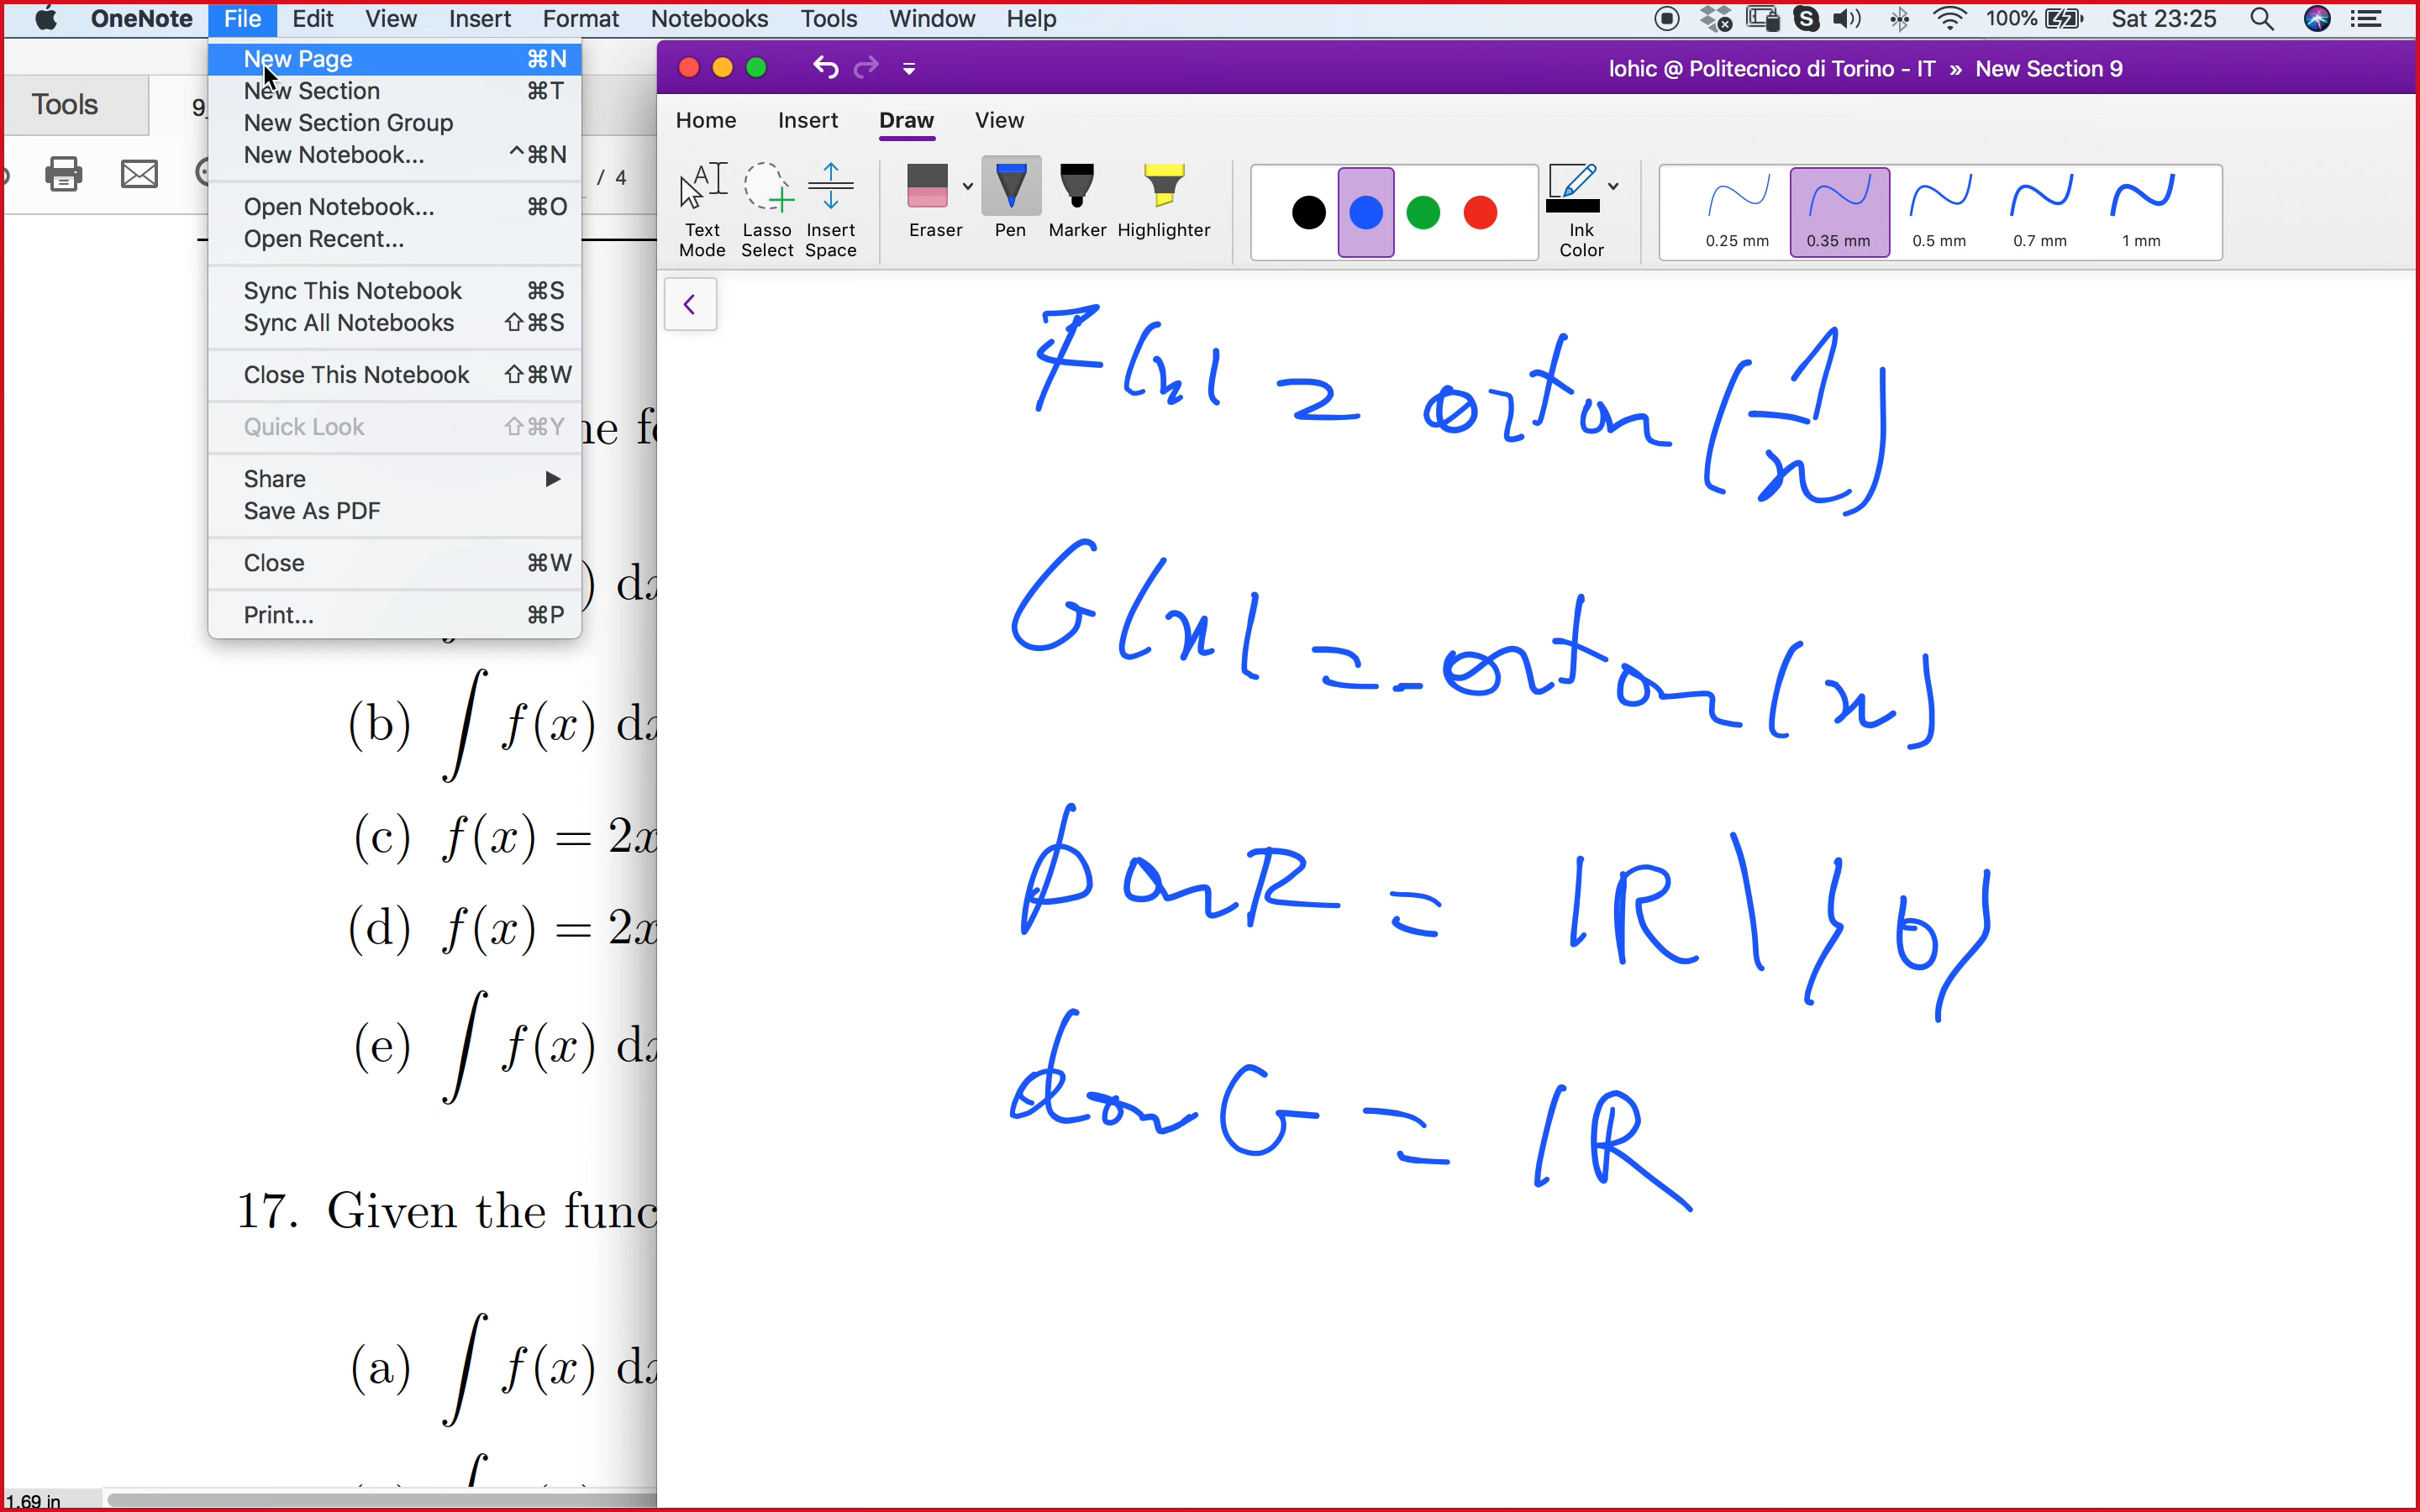 OneNote File Edit View Insert Format Notebooks Tools Window Help 100% Sat 23:25
New Page ⌘N
New Section ⌘T
New Section Group
New Notebook... ^⌘N
Open Notebook... ⌘O
Open Recent...
Sync This Notebook ⌘S
Sync All Notebooks ⇧⌘S
Close This Notebook ⇧⌘W
Quick Look ⇧⌘Y
Share ▶
Save As PDF
Close ⌘W
Print... ⌘P
Tools 9
/ 4
) d
(b) ∫ f(x) d
(c) f(x) = 2x
(d) f(x) = 2x
(e) ∫ f(x) d
17. Given the func
(a) ∫ f(x) d
1.69 in
Iohic @ Politecnico di Torino - IT » New Section 9
Home Insert Draw View
Text Mode Lasso Select Insert Space Eraser Pen Marker Highlighter Ink Color 0.25 mm 0.35 mm 0.5 mm 0.7 mm 1 mm
F(x) = arctan(1/x)
G(x) = -arctan(x)
dom F = ℝ \ {0}
dom G = ℝ